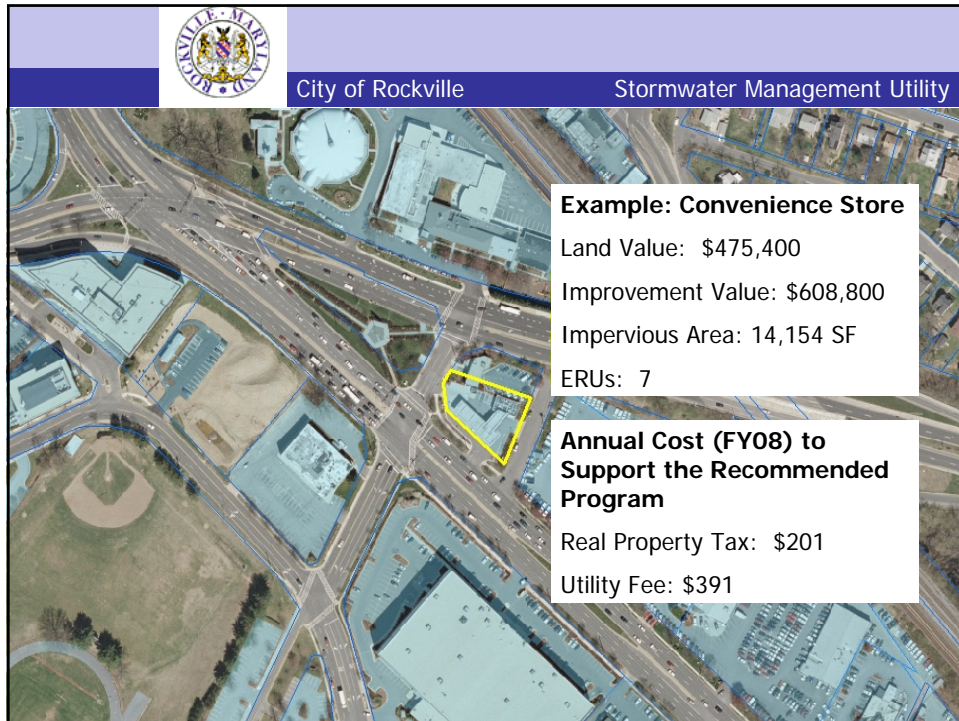 ROCKVILLE • MARYLAND
City of Rockville
Stormwater Management Utility
Example: Convenience Store
Land Value: $475,400
Improvement Value: $608,800
Impervious Area: 14,154 SF
ERUs: 7
Annual Cost (FY08) to
Support the Recommended
Program
Real Property Tax: $201
Utility Fee: $391